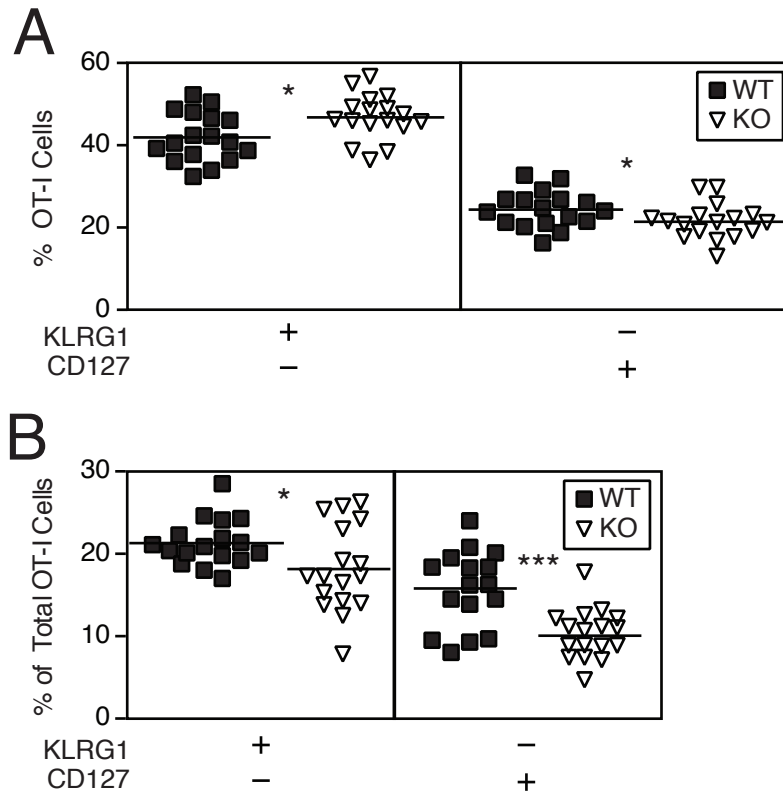 A
60
40
20
0
% OT-I Cells
*
*
WT
KO
KLRG1 + −
CD127 − +
B
30
20
10
0
% of Total OT-I Cells
*
***
WT
KO
KLRG1 + −
CD127 − +